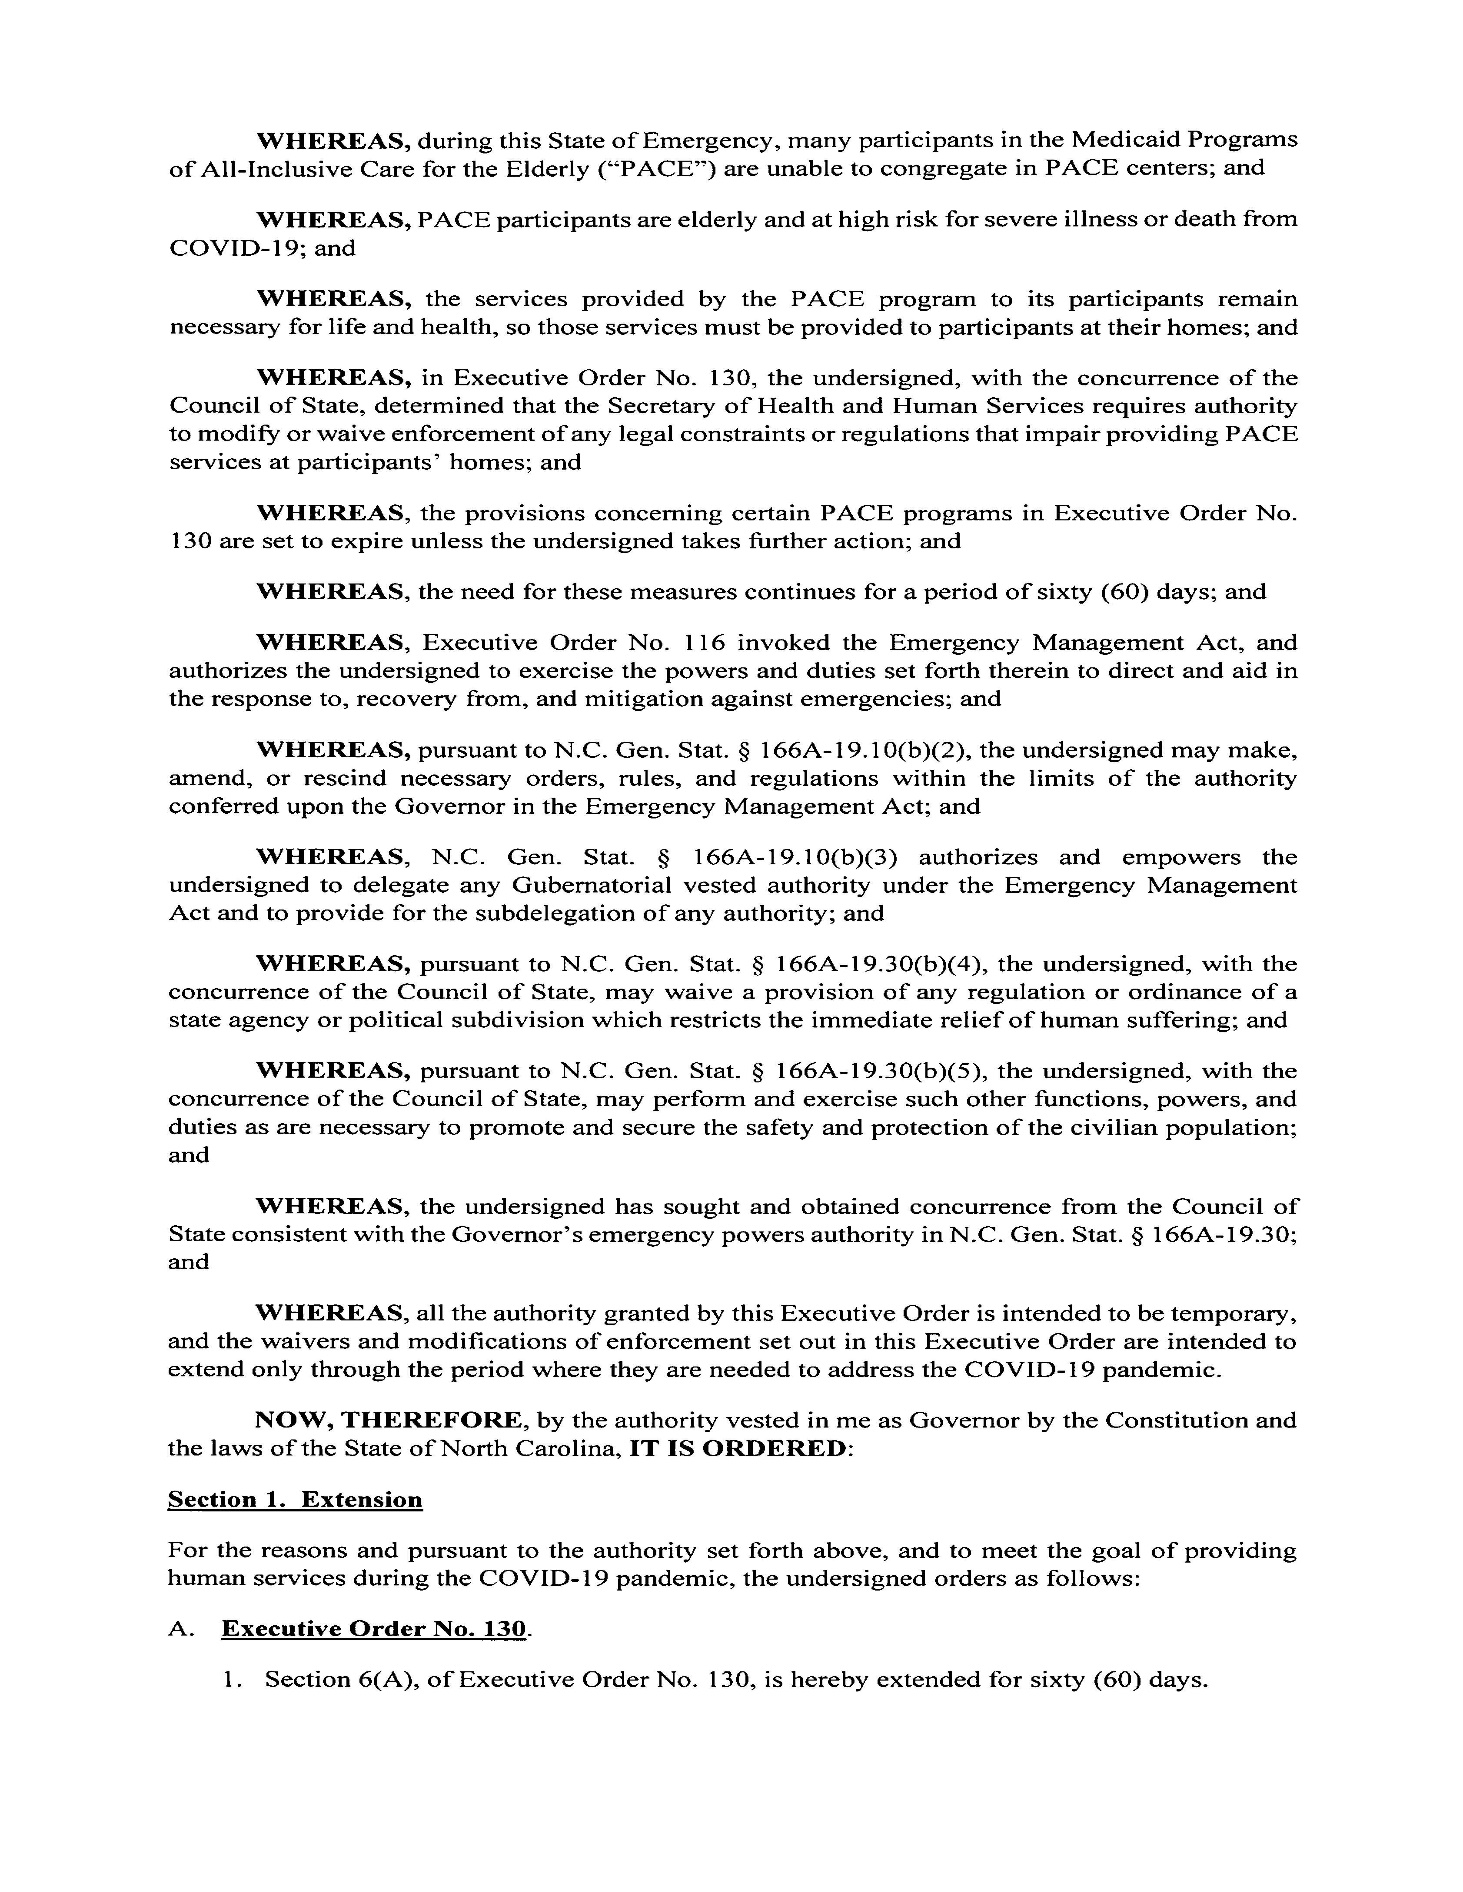 WHEREAS, during this State of Emergency, many participants in the Medicaid Programs
of All-Inclusive Care for the Elderly (“PACE”) are unable to congregate in PACE centers; and
WHEREAS, PACE participants are elderly and at high risk for severe illness or death from
COVID-19; and
WHEREAS, the services provided by the PACE program to its participants remain
necessary for life and health, so those services must be provided to participants at their homes; and
WHEREAS, in Executive Order No. 130, the undersigned, with the concurrence of the
Council of State, determined that the Secretary of Health and Human Services requires authority
to modify or waive enforcement of any legal constraints or regulations that impair providing PACE
services at participants’ homes; and
WHEREAS, the provisions concerning certain PACE programs in Executive Order No.
130 are set to expire unless the undersigned takes further action; and
WHEREAS, the need for these measures continues for a period of sixty (60) days; and
WHEREAS, Executive Order No. 116 invoked the Emergency Management Act, and
authorizes the undersigned to exercise the powers and duties set forth therein to direct and aid in
the response to, recovery from, and mitigation against emergencies; and
WHEREAS, pursuant to N.C. Gen. Stat. § 166A-19.10(b)(2), the undersigned may make,
amend, or rescind necessary orders, rules, and regulations within the limits of the authority
conferred upon the Governor in the Emergency Management Act; and
WHEREAS, N.C. Gen. Stat. § 166A-19.10(b)(3) authorizes and empowers the
undersigned to delegate any Gubernatorial vested authority under the Emergency Management
Act and to provide for the subdelegation of any authority; and
WHEREAS, pursuant to N.C. Gen. Stat. § 166A-19.30(b)(4), the undersigned, with the
concurrence of the Council of State, may waive a provision of any regulation or ordinance of a
state agency or political subdivision which restricts the immediate relief of human suffering; and
WHEREAS, pursuant to N.C. Gen. Stat. § 166A-19.30(b)(5), the undersigned, with the
concurrence of the Council of State, may perform and exercise such other functions, powers, and
duties as are necessary to promote and secure the safety and protection of the civilian population;
and
WHEREAS, the undersigned has sought and obtained concurrence from the Council of
State consistent with the Governor’s emergency powers authority in N.C. Gen. Stat. § 166A-19.30;
and
WHEREAS, all the authority granted by this Executive Order is intended to be temporary,
and the waivers and modifications of enforcement set out in this Executive Order are intended to
extend only through the period where they are needed to address the COVID-19 pandemic.
NOW, THEREFORE, by the authority vested in me as Governor by the Constitution and
the laws of the State of North Carolina, IT IS ORDERED:
Section 1. Extension
For the reasons and pursuant to the authority set forth above, and to meet the goal of providing
human services during the COVID-19 pandemic, the undersigned orders as follows:
A. Executive Order No. 130.
1. Section 6(A), of Executive Order No. 130, is hereby extended for sixty (60) days.